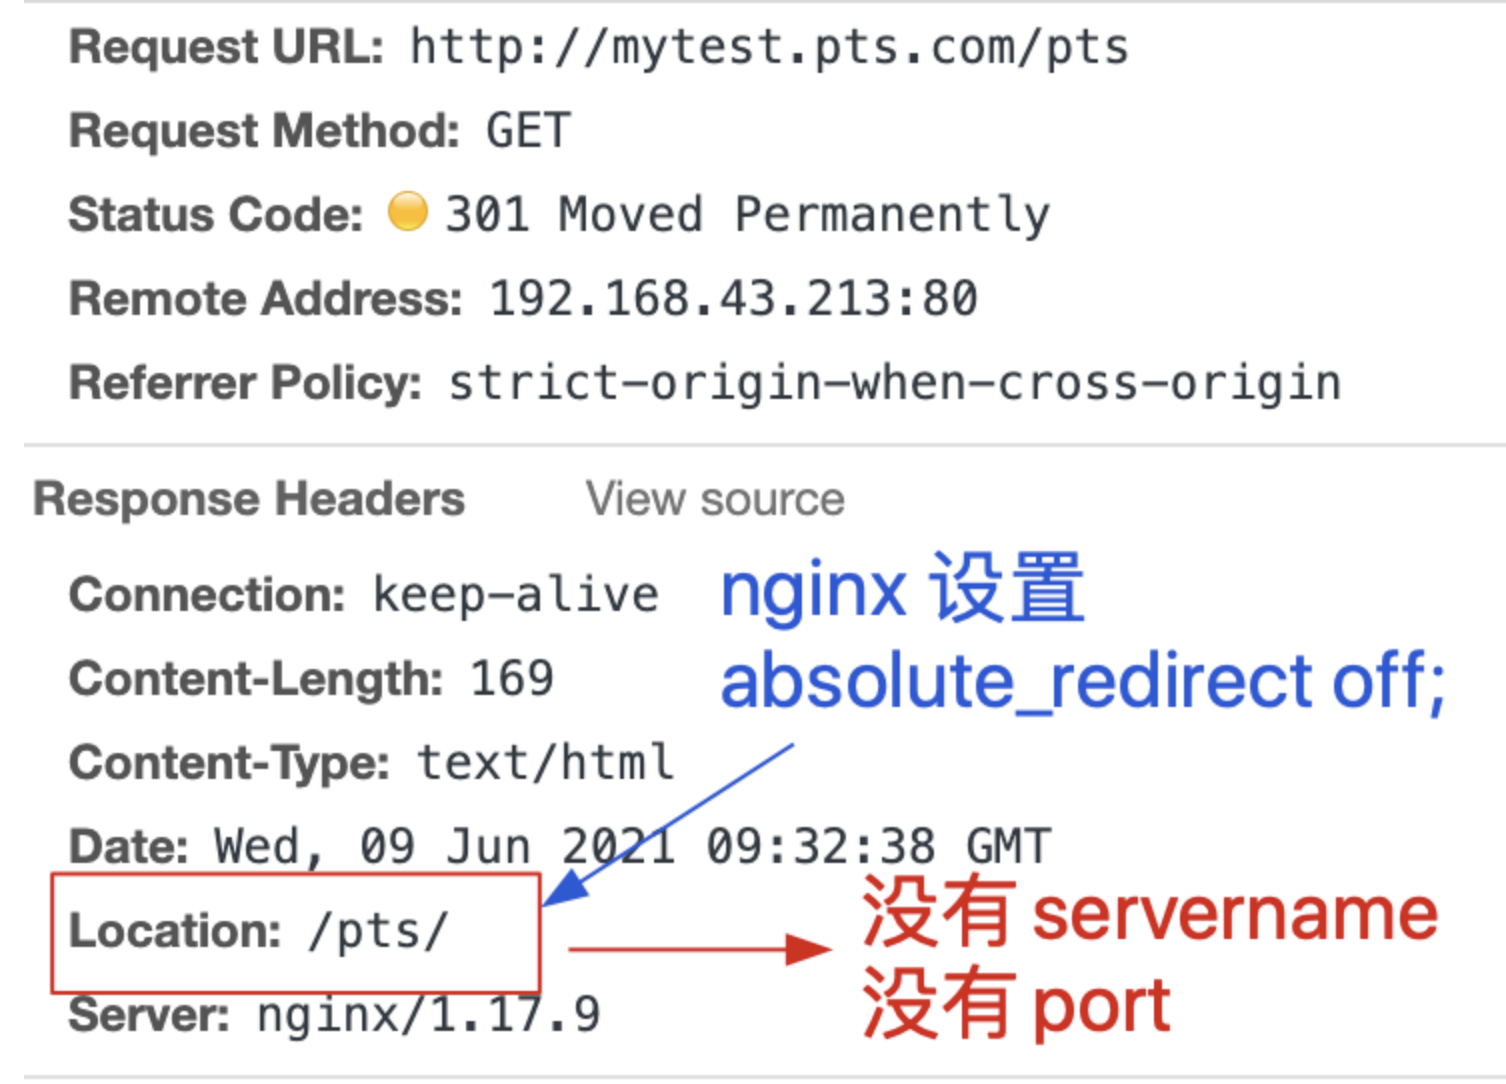 Request URL: http://mytest.pts.com/pts
Request Method: GET
Status Code: 301 Moved Permanently
Remote Address: 192.168.43.213:80
Referrer Policy: strict-origin-when-cross-origin
Response Headers View source
Connection: keep-alive
nginx 设置
Content-Length: 169
absolute_redirect off;
Content-Type: text/html
Date: Wed, 09 Jun 2021 09:32:38 GMT
Location: /pts/
没有 servername
Server: nginx/1.17.9
没有 port